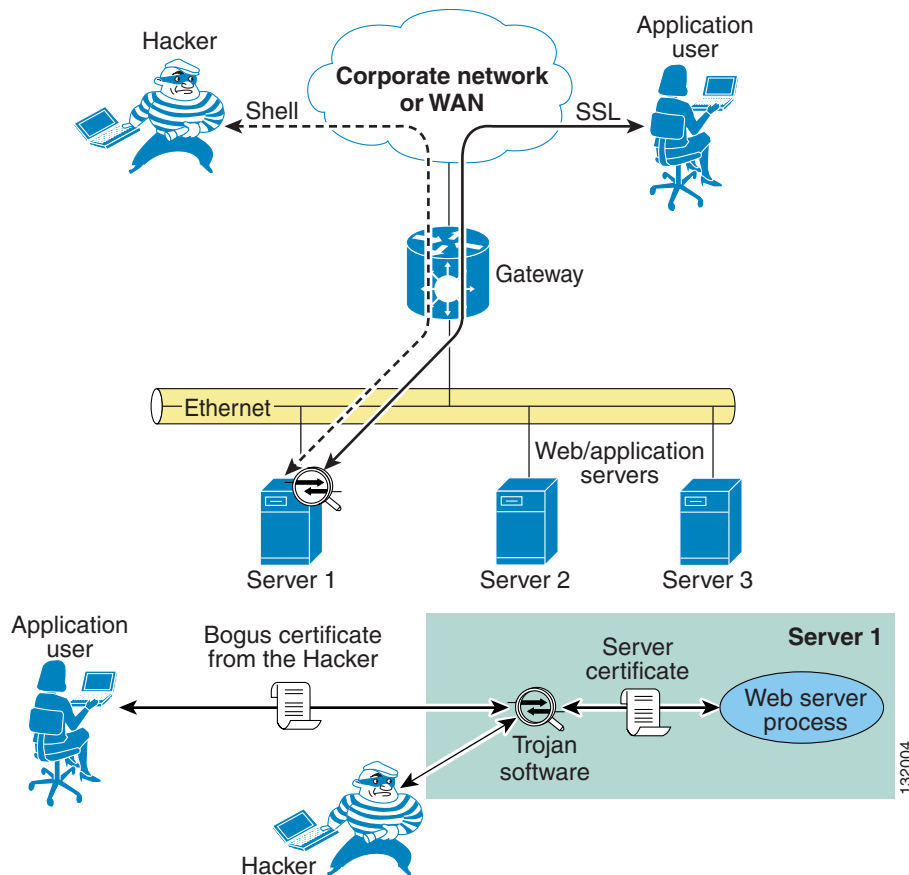 Hacker
Application
user
Corporate network
or WAN
Shell
SSL
Gateway
Ethernet
Web/application
servers
Server 1
Server 2
Server 3
Application
user
Bogus certificate
from the Hacker
Server 1
Server
certificate
Web server
process
Trojan
software
Hacker
132004